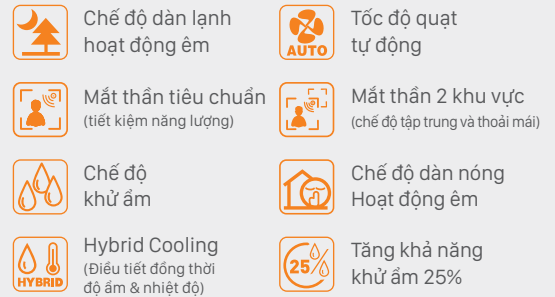 Chế độ dàn lạnh
hoạt động êm
AUTO
Tốc độ quạt
tự động
Mắt thần tiêu chuẩn
(tiết kiệm năng lượng)
Mắt thần 2 khu vực
(chế độ tập trung và thoải mái)
Chế độ
khử ẩm
Chế độ dàn nóng
Hoạt động êm
HYBRID
Hybrid Cooling
(Điều tiết đồng thời
độ ẩm & nhiệt độ)
25%
Tăng khả năng
khử ẩm 25%